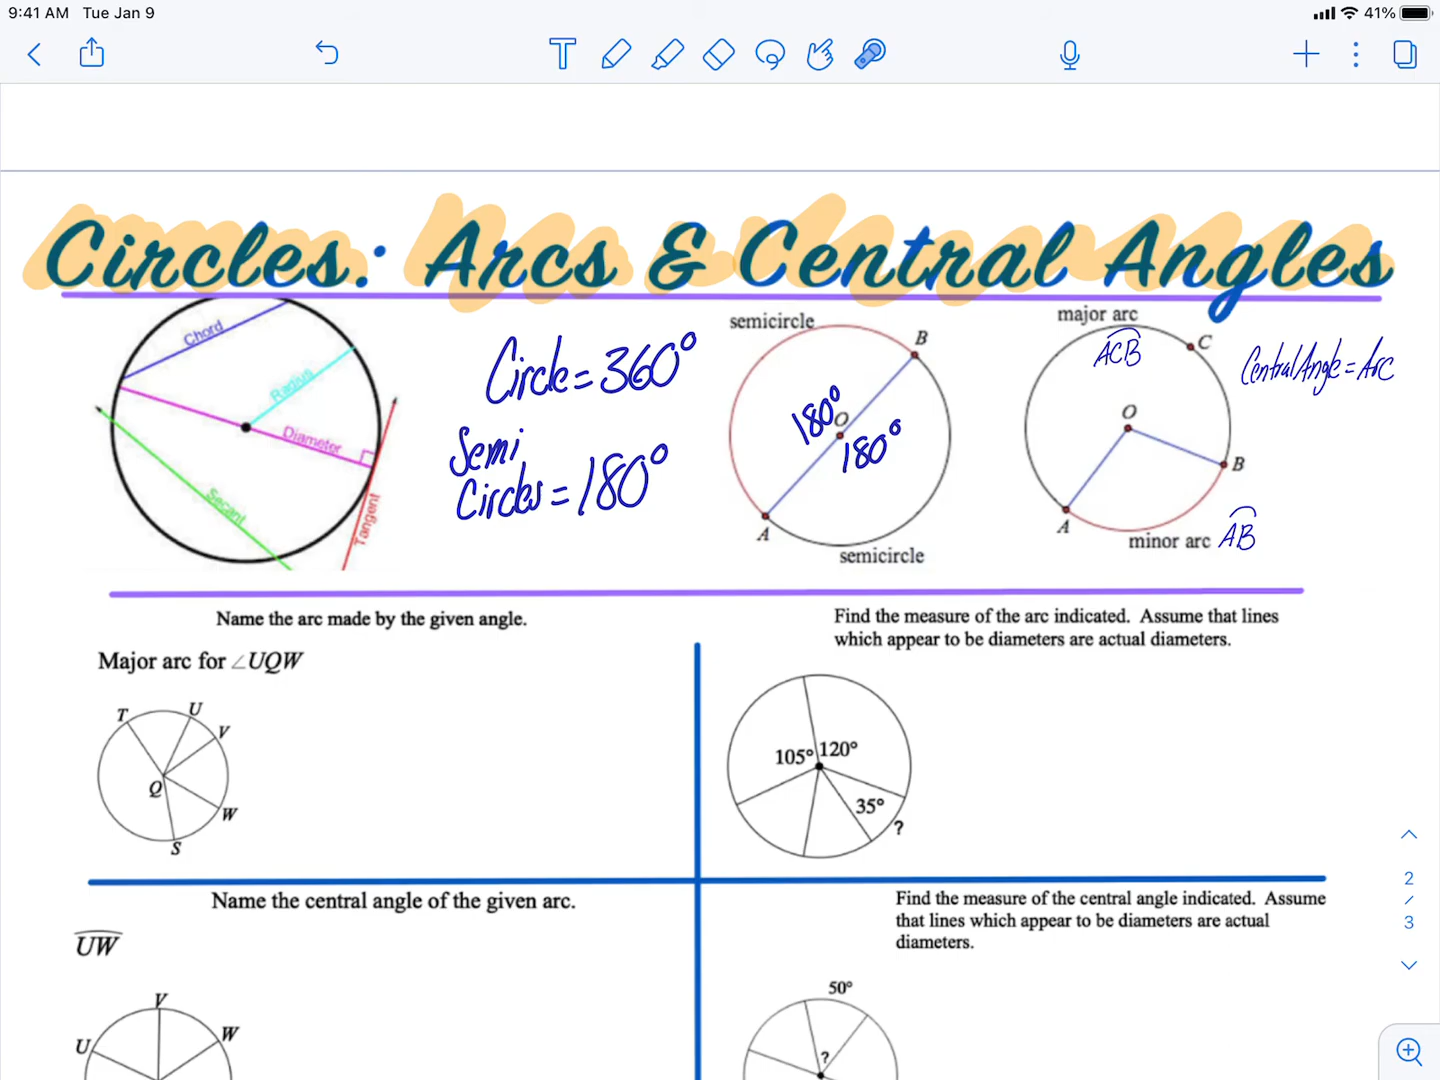 9:41 AM Tue Jan 9
41%
Circles: Arcs & Central Angles
Chord
Radius
Diameter
Secant
Tangent
Circle = 360°
Semi
Circles = 180°
semicircle
B
180°
O
180°
A
semicircle
major arc
ACB
C
Central Angle = Arc
O
B
A
minor arc AB
Name the arc made by the given angle.
Major arc for ∠UQW
T
U
V
Q
W
S
Find the measure of the arc indicated. Assume that lines
which appear to be diameters are actual diameters.
105° 120°
35°
?
2
/
3
Name the central angle of the given arc.
UW
V
W
U
Find the measure of the central angle indicated. Assume
that lines which appear to be diameters are actual
diameters.
50°
?